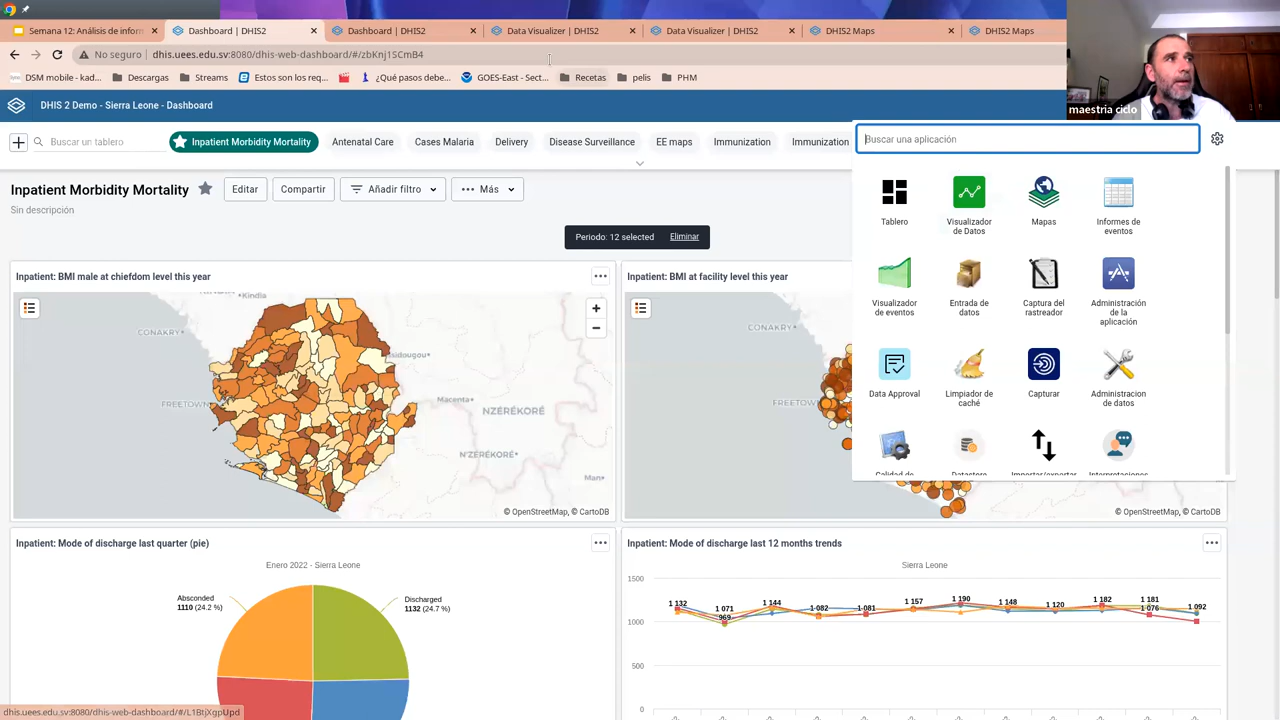 Semana 12: Análisis de infor
Dashboard | DHIS2
Dashboard | DHIS2
Data Visualizer | DHIS2
Data Visualizer | DHIS2
DHIS2 Maps
DHIS2 Maps
No seguro
dhis.uees.edu.sv:8080/dhis-web-dashboard/#/zbKnj1SCmB4
DSM mobile - kad...
Descargas
Streams
Estos son los req...
¿Qué pasos debe...
GOES-East - Sect...
Recetas
pelis
PHM
maestria ciclo
DHIS 2 Demo - Sierra Leone - Dashboard
Buscar un tablero
Inpatient Morbidity Mortality
Antenatal Care
Cases Malaria
Delivery
Disease Surveillance
EE maps
Immunization
Immunization
Buscar una aplicación
Inpatient Morbidity Mortality
Editar
Compartir
Añadir filtro
Más
Sin descripción
Periodo: 12 selected
Eliminar
Tablero
Visualizador
de Datos
Mapas
Informes de
eventos
Visualizador
de eventos
Entrada de
datos
Captura del
rastreador
Administración
de la
aplicación
Data Approval
Limpiador de
caché
Capturar
Administracion
de datos
Calidad de
Datastore
Importar/exportar
Interpretaciones
Inpatient: BMI male at chiefdom level this year
Kindia
CONAKRY
FREETOWN
Macenta
NZÉRÉKORÉ
N'ZÉRÉKORÉ
Man
© OpenStreetMap, © CartoDB
Inpatient: BMI at facility level this year
CONAKRY
FREETOWN
© OpenStreetMap, © CartoDB
Inpatient: Mode of discharge last quarter (pie)
Enero 2022 - Sierra Leone
Absconded
1110 (24.2 %)
Discharged
1132 (24.7 %)
Inpatient: Mode of discharge last 12 months trends
Sierra Leone
1500
1000
500
0
1 132
1 071
969
1 144
1 082
1 081
1 157
1 190
1 148
1 120
1 182
1 181
1 076
1 092
dhis.uees.edu.sv:8080/dhis-web-dashboard/#/L1BtjXgpUpd